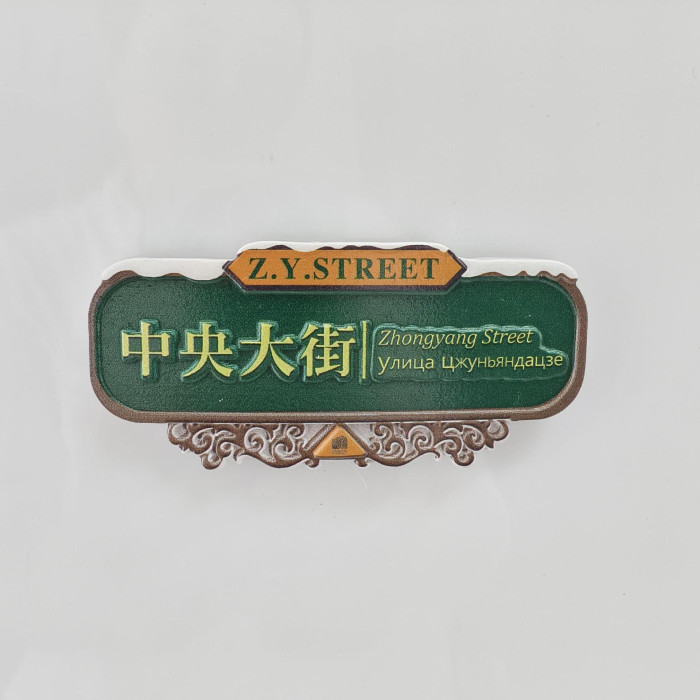 Z.Y.STREET
中央大街
Zhongyang Street
улица Цжуньяндацзе